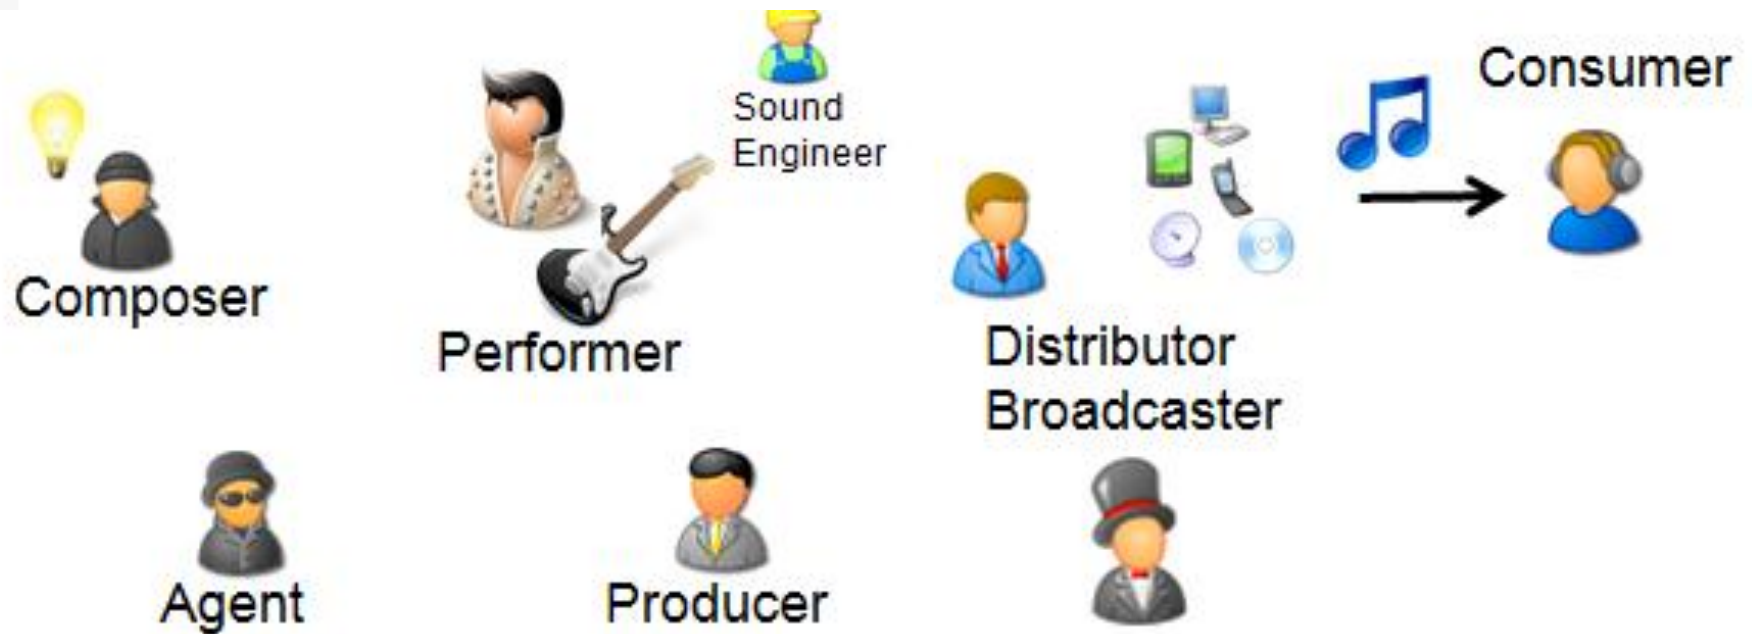 Consumer
Sound
Engineer
Composer
Performer
Distributor
Broadcaster
Agent
Producer